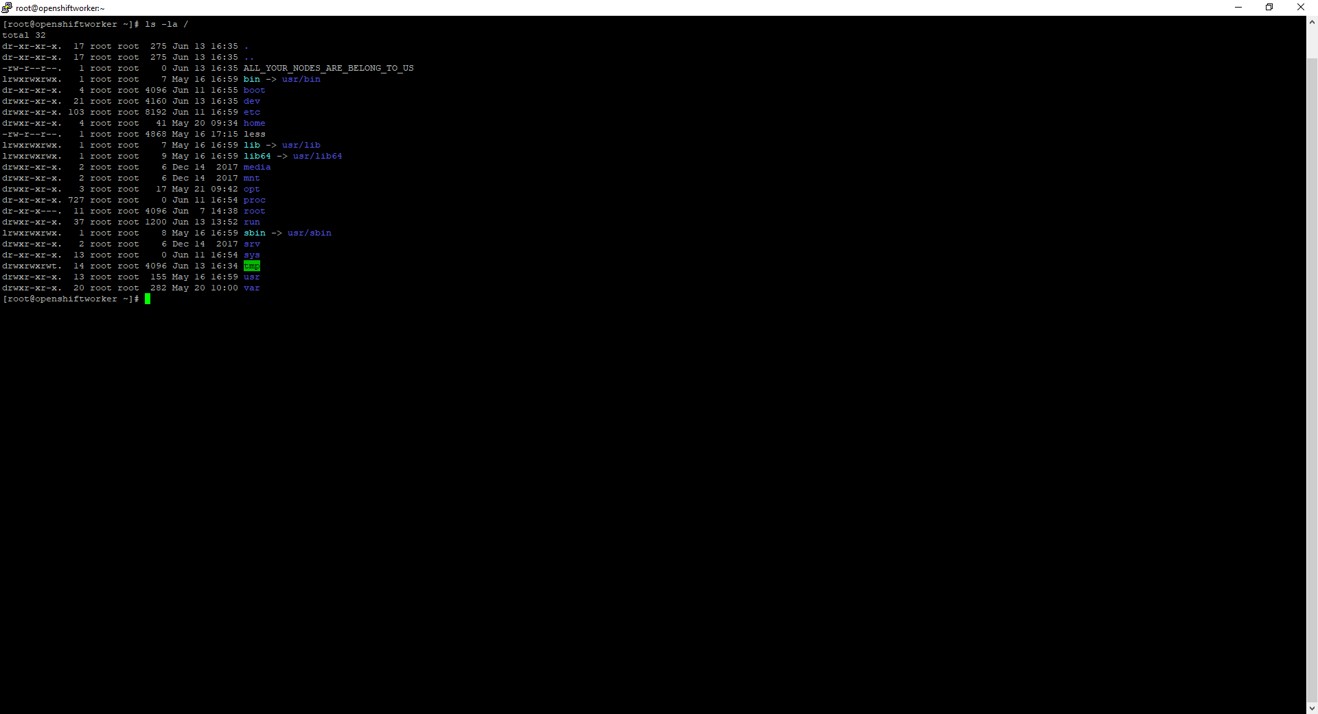 root@openshiftworker:~
[root@openshiftworker ~]# ls -la /
total 32
dr-xr-xr-x.  17 root root  275 Jun 13 16:35 .
dr-xr-xr-x.  17 root root  275 Jun 13 16:35 ..
-rw-r--r--.   1 root root    0 Jun 13 16:35 ALL_YOUR_NODES_ARE_BELONG_TO_US
lrwxrwxrwx.   1 root root    7 May 16 16:59 bin -> usr/bin
dr-xr-xr-x.   4 root root 4096 Jun 11 16:55 boot
drwxr-xr-x.  21 root root 4160 Jun 13 16:35 dev
drwxr-xr-x. 103 root root 8192 Jun 11 16:59 etc
drwxr-xr-x.   4 root root   41 May 20 09:34 home
-rw-r--r--.   1 root root 4868 May 16 17:15 less
lrwxrwxrwx.   1 root root    7 May 16 16:59 lib -> usr/lib
lrwxrwxrwx.   1 root root    9 May 16 16:59 lib64 -> usr/lib64
drwxr-xr-x.   2 root root    6 Dec 14  2017 media
drwxr-xr-x.   2 root root    6 Dec 14  2017 mnt
drwxr-xr-x.   3 root root   17 May 21 09:42 opt
dr-xr-xr-x. 727 root root    0 Jun 11 16:54 proc
dr-xr-x---.  11 root root 4096 Jun  7 14:38 root
drwxr-xr-x.  37 root root 1200 Jun 13 13:52 run
lrwxrwxrwx.   1 root root    8 May 16 16:59 sbin -> usr/sbin
drwxr-xr-x.   2 root root    6 Dec 14  2017 srv
dr-xr-xr-x.  13 root root    0 Jun 11 16:54 sys
drwxrwxrwt.  14 root root 4096 Jun 13 16:34 tmp
drwxr-xr-x.  13 root root  155 May 16 16:59 usr
drwxr-xr-x.  20 root root  282 May 20 10:00 var
[root@openshiftworker ~]#